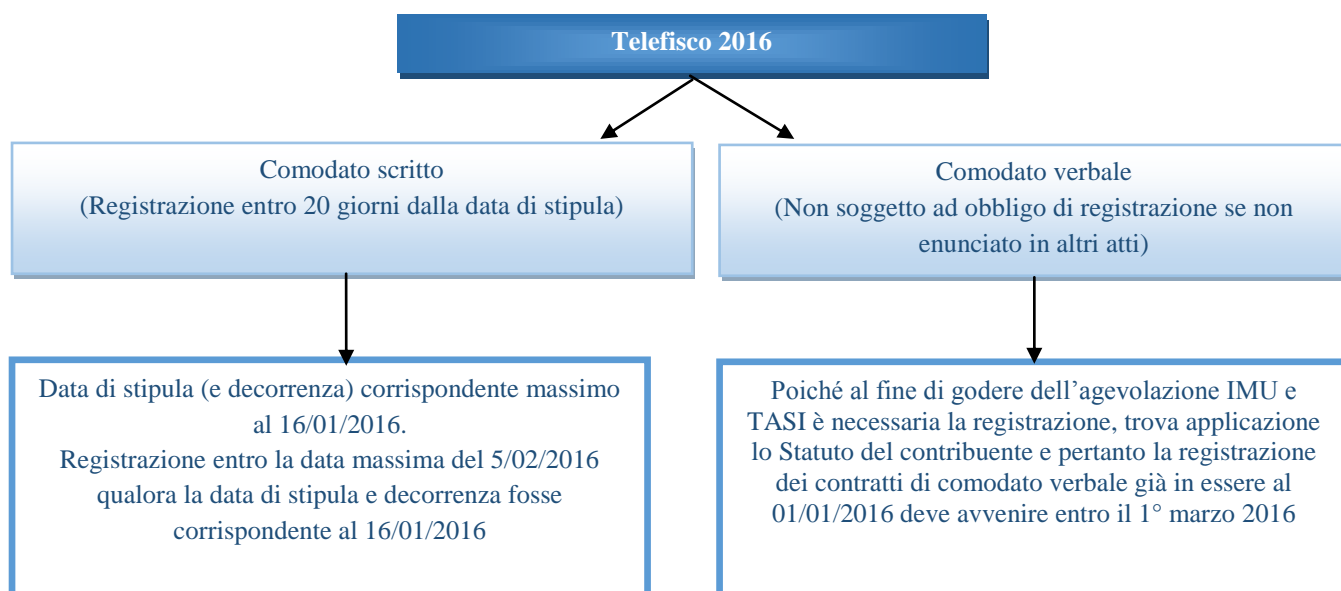 Telefisco 2016
Comodato scritto
(Registrazione entro 20 giorni dalla data di stipula)
Comodato verbale
(Non soggetto ad obbligo di registrazione se non
enunciato in altri atti)
Data di stipula (e decorrenza) corrispondente massimo
al 16/01/2016.
Registrazione entro la data massima del 5/02/2016
qualora la data di stipula e decorrenza fosse
corrispondente al 16/01/2016
Poiché al fine di godere dell’agevolazione IMU e
TASI è necessaria la registrazione, trova applicazione
lo Statuto del contribuente e pertanto la registrazione
dei contratti di comodato verbale già in essere al
01/01/2016 deve avvenire entro il 1° marzo 2016